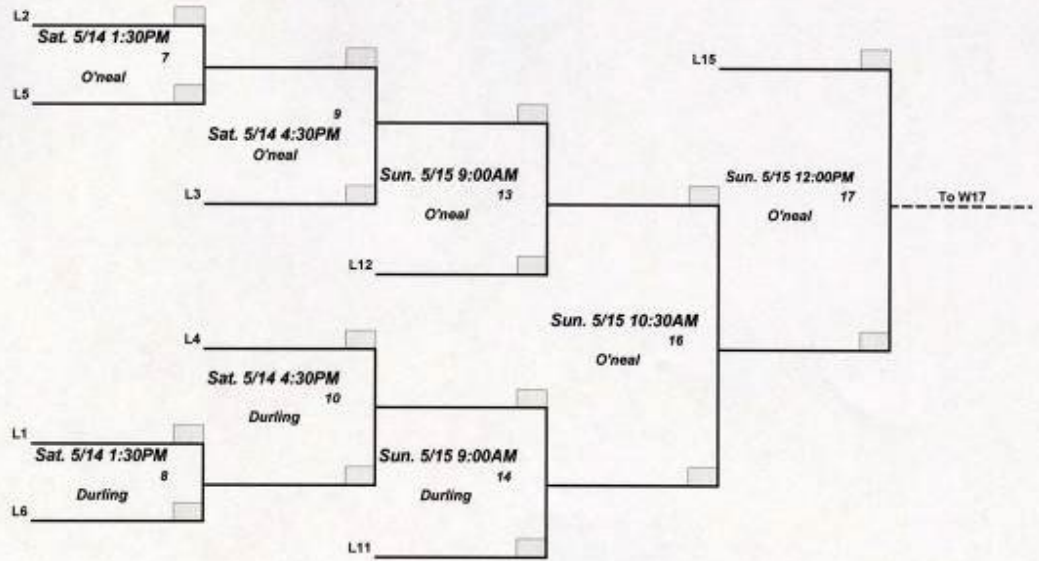 L2
Sat. 5/14 1:30PM
7
O'neal
L5
9
Sat. 5/14 4:30PM
O'neal
L3
Sun. 5/15 9:00AM
13
O'neal
L12
L15
Sun. 5/15 12:00PM
17
O'neal
To W17
Sun. 5/15 10:30AM
16
O'neal
L4
Sat. 5/14 4:30PM
10
Durling
L1
Sat. 5/14 1:30PM
8
Durling
L6
Sun. 5/15 9:00AM
14
Durling
L11